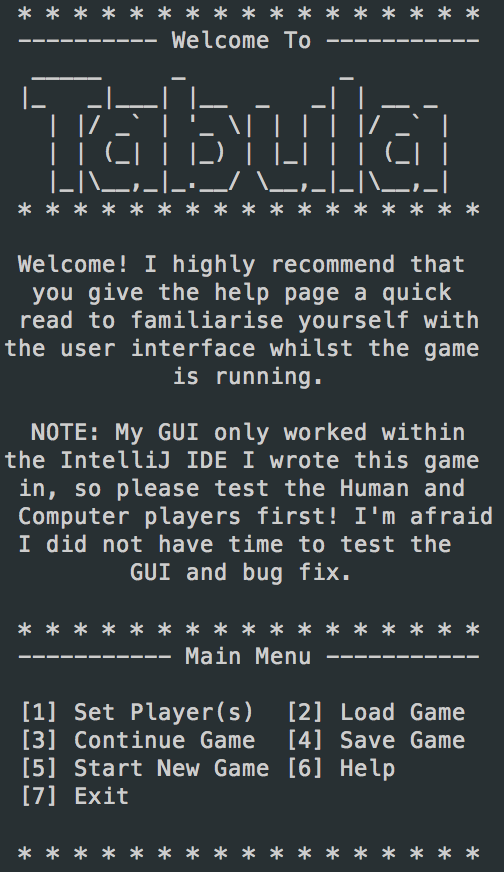 * * * * * * * * * * * * * * * * *
---------- Welcome To -----------
Tabula
* * * * * * * * * * * * * * * * *
Welcome! I highly recommend that
you give the help page a quick
read to familiarise yourself with
the user interface whilst the game
is running.
NOTE: My GUI only worked within
the IntelliJ IDE I wrote this game
in, so please test the Human and
Computer players first! I'm afraid
I did not have time to test the
GUI and bug fix.
* * * * * * * * * * * * * * * * *
----------- Main Menu -----------
[1] Set Player(s) [2] Load Game
[3] Continue Game [4] Save Game
[5] Start New Game [6] Help
[7] Exit
* * * * * * * * * * * * * * * * *